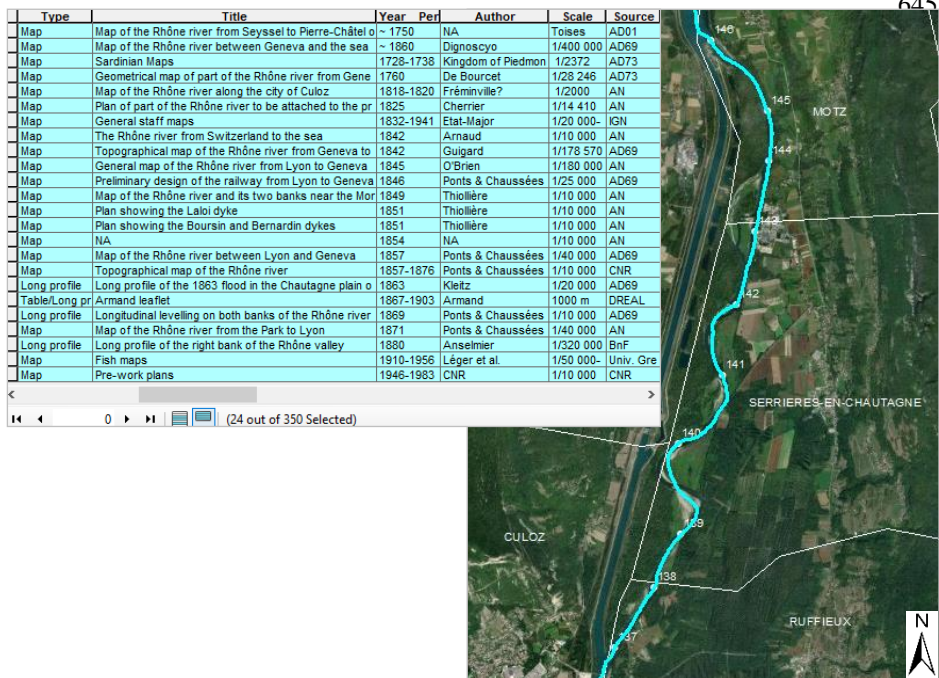 645
Type Title Year Per Author Scale Source
Map Map of the Rhône river from Seyssel to Pierre-Châtel o ~ 1750 NA Toises AD01
Map Map of the Rhône river between Geneva and the sea ~ 1860 Dignoscyo 1/400 000 AD69
Map Sardinian Maps 1728-1738 Kingdom of Piedmon 1/2372 AD73
Map Geometrical map of part of the Rhône river from Gene 1760 De Bourcet 1/28 246 AD73
Map Map of the Rhône river along the city of Culoz 1818-1820 Fréminville? 1/2000 AN
Map Plan of part of the Rhône river to be attached to the pr 1825 Cherrier 1/14 410 AN
Map General staff maps 1832-1941 Etat-Major 1/20 000- IGN
Map The Rhône river from Switzerland to the sea 1842 Arnaud 1/10 000 AN
Map Topographical map of the Rhône river from Geneva to 1842 Guigard 1/178 570 AD69
Map General map of the Rhône river from Lyon to Geneva 1845 O'Brien 1/180 000 AN
Map Preliminary design of the railway from Lyon to Geneva 1846 Ponts & Chaussées 1/25 000 AD69
Map Map of the Rhône river and its two banks near the Mor 1849 Thiollière 1/10 000 AN
Map Plan showing the Laloi dyke 1851 Thiollière 1/10 000 AN
Map Plan showing the Boursin and Bernardin dykes 1851 Thiollière 1/10 000 AN
Map NA 1854 NA 1/10 000 AN
Map Map of the Rhône river between Lyon and Geneva 1857 Ponts & Chaussées 1/40 000 AD69
Map Topographical map of the Rhône river 1857-1876 Ponts & Chaussées 1/10 000 CNR
Long profile Long profile of the 1863 flood in the Chautagne plain o 1863 Kleitz 1/20 000 AD69
Table/Long pr Armand leaflet 1867-1903 Armand 1000 m DREAL
Long profile Longitudinal levelling on both banks of the Rhône river 1869 Ponts & Chaussées 1/10 000 AD69
Map Map of the Rhône river from the Park to Lyon 1871 Ponts & Chaussées 1/40 000 AN
Long profile Long profile of the right bank of the Rhône valley 1880 Anselmier 1/320 000 BnF
Map Fish maps 1910-1956 Léger et al. 1/50 000- Univ. Gre
Map Pre-work plans 1946-1983 CNR 1/10 000 CNR
0 (24 out of 350 Selected)
146
145
MOTZ
144
143
142
141
SERRIERES-EN-CHAUTAGNE
140
139
CULOZ
138
RUFFIEUX
N
137